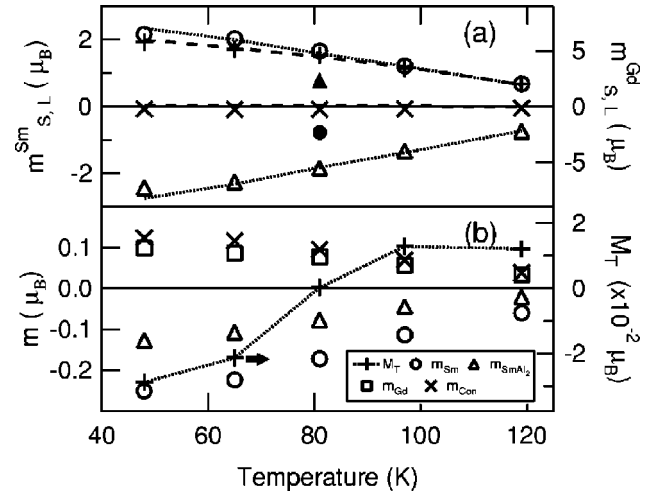 (a)
2
1
0
-1
-2
m^Sm_S, L ( μ_B )
5
0
-5
m^Gd_S, L ( μ_B )
(b)
0.1
0.0
-0.1
-0.2
m ( μ_B )
2
0
-2
M_T (x10^-2 μ_B )
M_T m_Sm m_SmAl_2
m_Gd m_Con
40 60 80 100 120
Temperature (K)